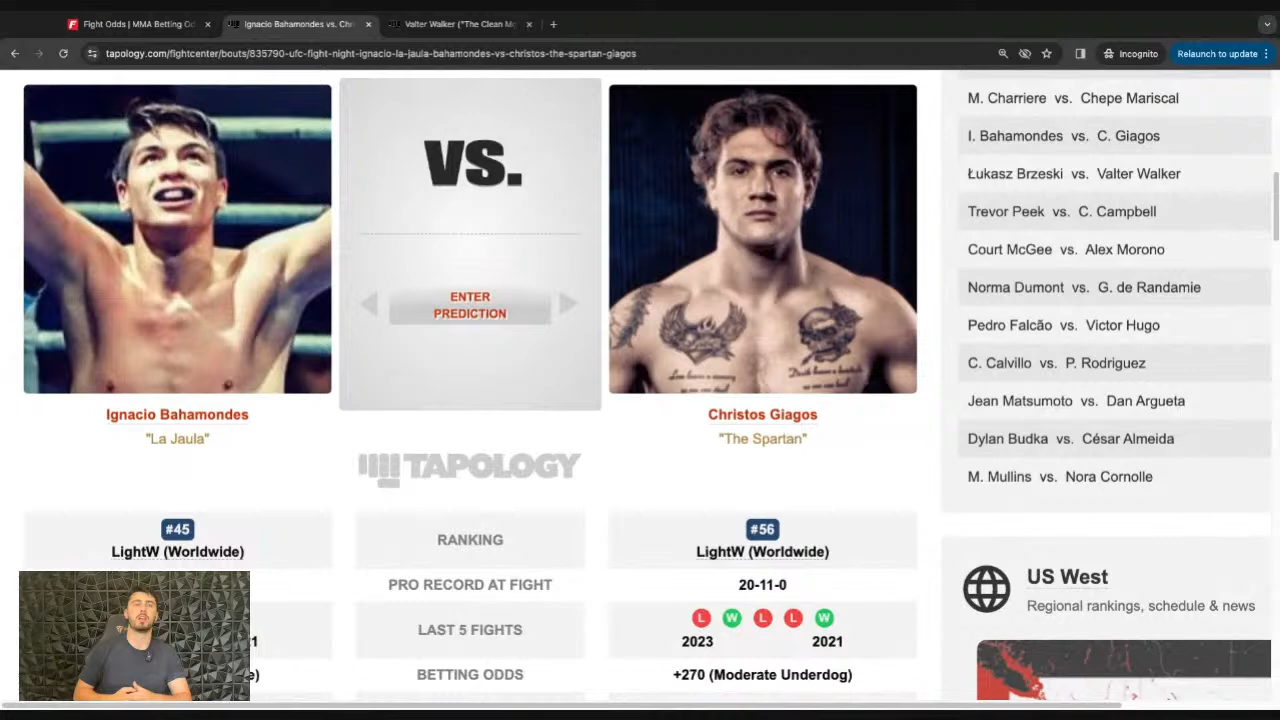 Fight Odds | MMA Betting Od
Ignacio Bahamondes vs. Chr
Valter Walker ("The Clean Mo
tapology.com/fightcenter/bouts/835790-ufc-fight-night-ignacio-la-jaula-bahamondes-vs-christos-the-spartan-giagos
Incognito
Relaunch to update
VS.
ENTER
PREDICTION
Ignacio Bahamondes
"La Jaula"
Christos Giagos
"The Spartan"
TAPOLOGY
#45
LightW (Worldwide)
RANKING
#56
LightW (Worldwide)
PRO RECORD AT FIGHT
20-11-0
LAST 5 FIGHTS
L W L L W
2023 2021
1
BETTING ODDS
+270 (Moderate Underdog)
e)
M. Charriere vs. Chepe Mariscal
I. Bahamondes vs. C. Giagos
Łukasz Brzeski vs. Valter Walker
Trevor Peek vs. C. Campbell
Court McGee vs. Alex Morono
Norma Dumont vs. G. de Randamie
Pedro Falcão vs. Victor Hugo
C. Calvillo vs. P. Rodriguez
Jean Matsumoto vs. Dan Argueta
Dylan Budka vs. César Almeida
M. Mullins vs. Nora Cornolle
US West
Regional rankings, schedule & news